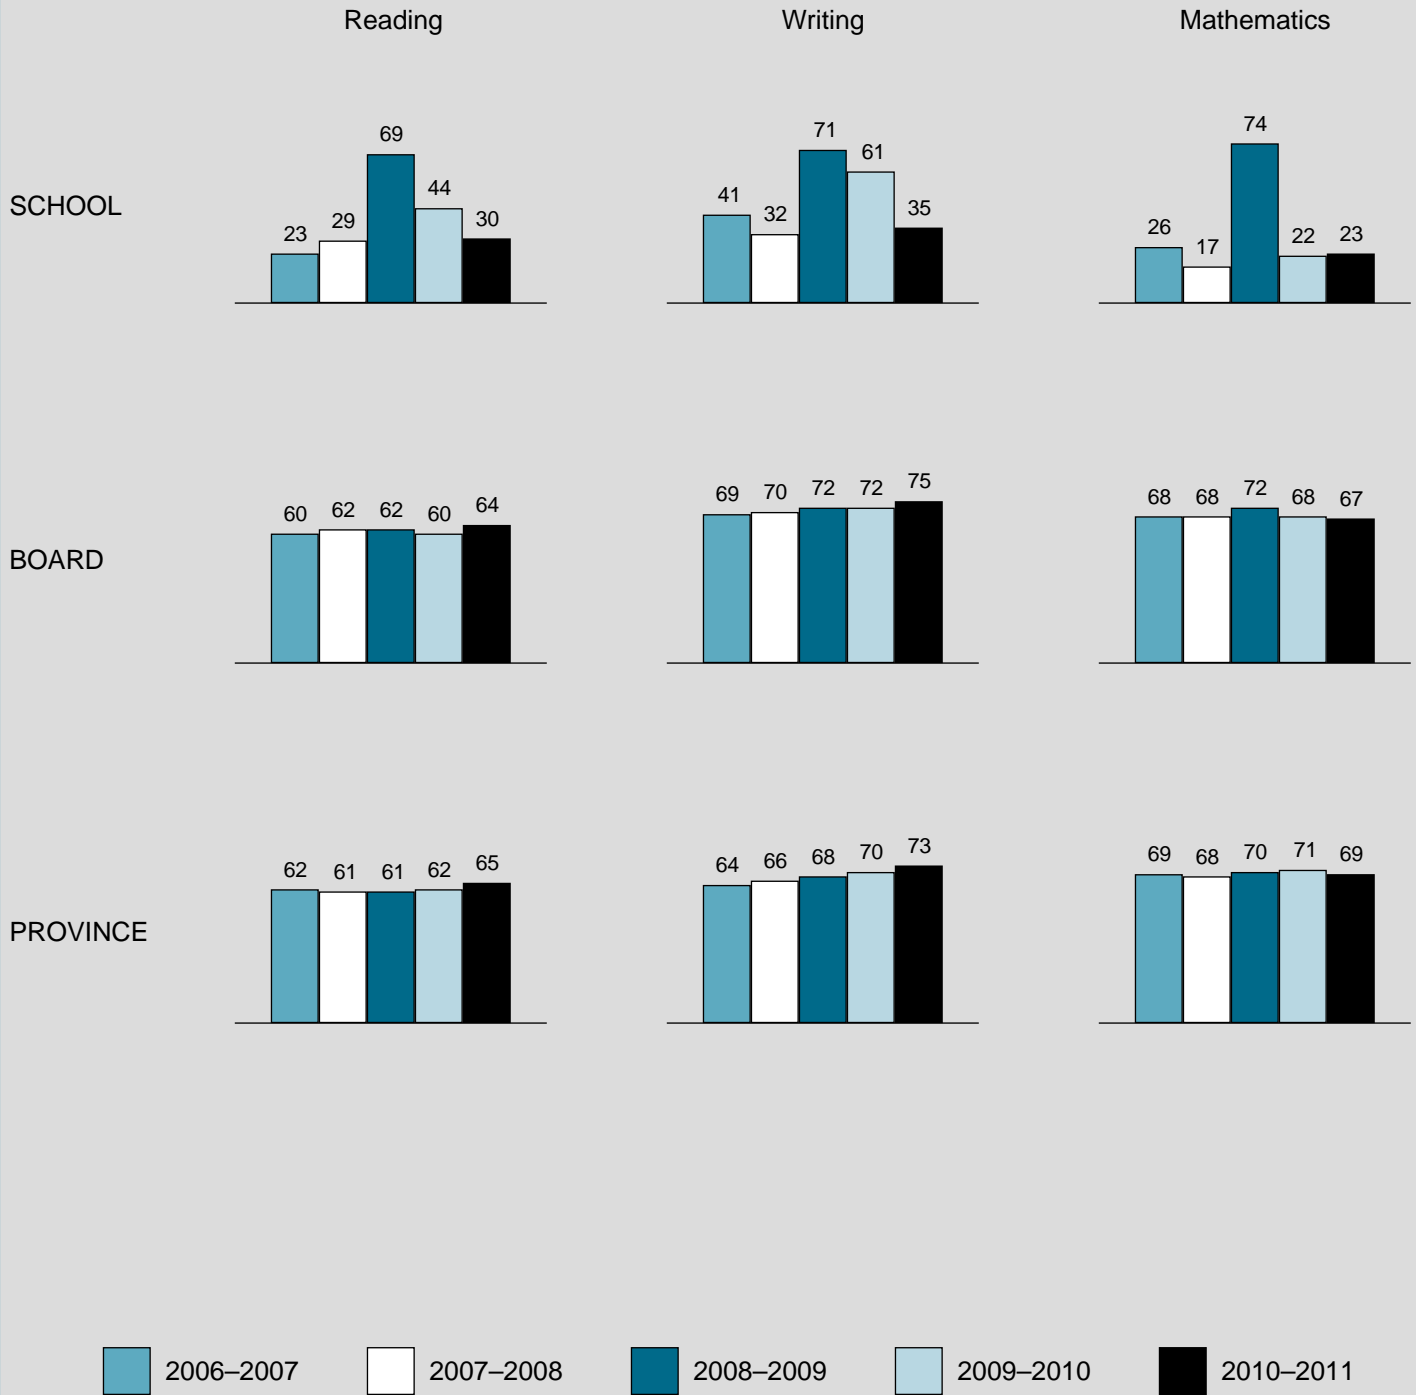 Reading Writing Mathematics
69 71 74
61
44
41
35
32
30
29
26
23
23 22
17
SCHOOL
60 62 62 60 64
69 70 72 72 75
68 68 72 68 67
BOARD
62 61 61 62 65
64 66 68 70 73
69 68 70 71 69
PROVINCE
2006–2007 2007–2008 2008–2009 2009–2010 2010–2011